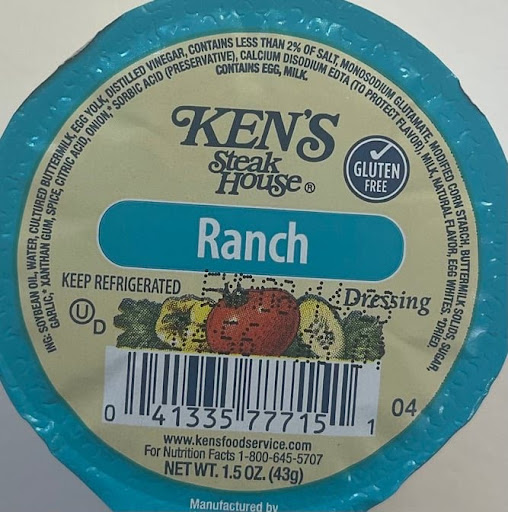 ING: SOYBEAN OIL, WATER, CULTURED BUTTERMILK, EGG YOLK, DISTILLED VINEGAR, CONTAINS LESS THAN 2% OF SALT, MONOSODIUM GLUTAMATE, MODIFIED CORN STARCH, BUTTERMILK SOLIDS, SUGAR,
GARLIC,* XANTHAN GUM, SPICE, CITRIC ACID, ONION,* SORBIC ACID (PRESERVATIVE), CALCIUM DISODIUM EDTA (TO PROTECT FLAVOR), MILK, NATURAL FLAVOR, EGG WHITES. *DRIED.
CONTAINS EGG, MILK.
KEN'S
Steak
House®
GLUTEN
FREE
Ranch
KEEP REFRIGERATED
Dressing
U D
0 41335 77715 1
04
www.kensfoodservice.com
For Nutrition Facts 1-800-645-5707
NET WT. 1.5 OZ. (43g)
Manufactured by